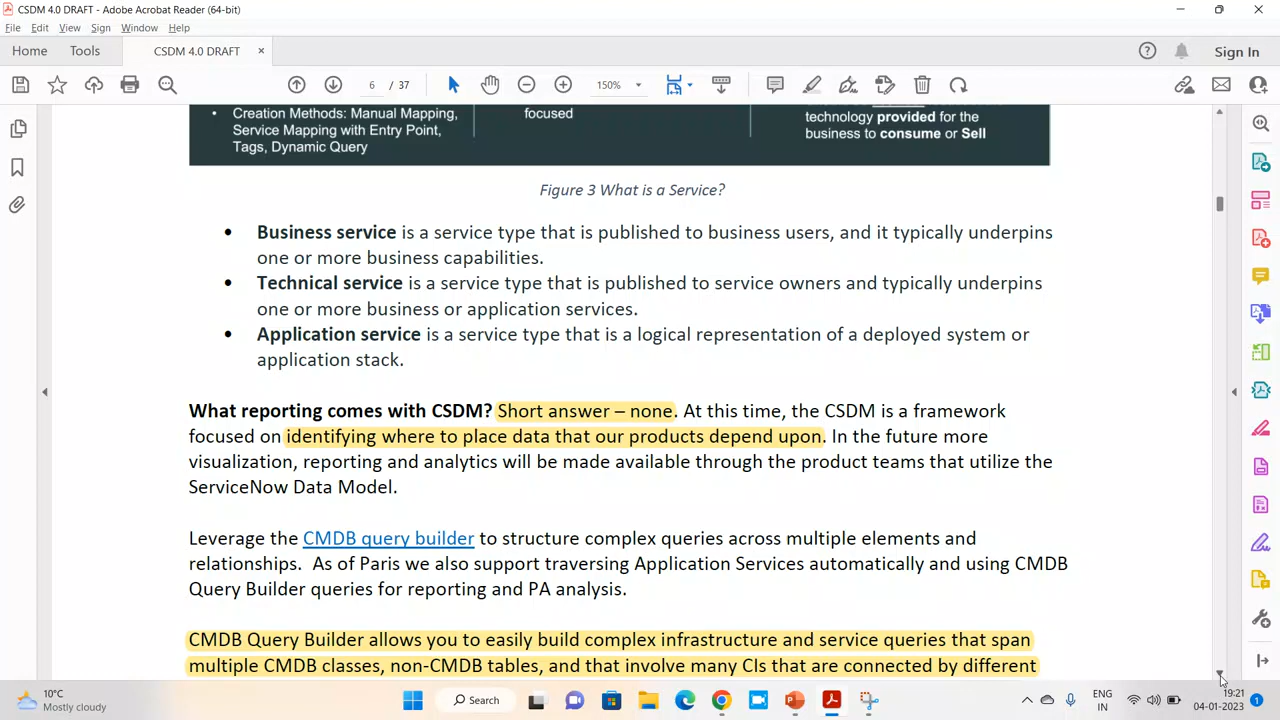 CSDM 4.0 DRAFT - Adobe Acrobat Reader (64-bit)
File Edit View Sign Window Help
Home Tools CSDM 4.0 DRAFT × Sign In
6 / 37 150%
• Creation Methods: Manual Mapping, Service Mapping with Entry Point, Tags, Dynamic Query
focused
technology provided for the
business to consume or Sell
Figure 3 What is a Service?
• Business service is a service type that is published to business users, and it typically underpins
one or more business capabilities.
• Technical service is a service type that is published to service owners and typically underpins
one or more business or application services.
• Application service is a service type that is a logical representation of a deployed system or
application stack.
What reporting comes with CSDM? Short answer – none. At this time, the CSDM is a framework
focused on identifying where to place data that our products depend upon. In the future more
visualization, reporting and analytics will be made available through the product teams that utilize the
ServiceNow Data Model.
Leverage the CMDB query builder to structure complex queries across multiple elements and
relationships.  As of Paris we also support traversing Application Services automatically and using CMDB
Query Builder queries for reporting and PA analysis.
CMDB Query Builder allows you to easily build complex infrastructure and service queries that span
multiple CMDB classes, non-CMDB tables, and that involve many CIs that are connected by different
10°C
Mostly cloudy
Search
ENG
IN
19:21
04-01-2023
1